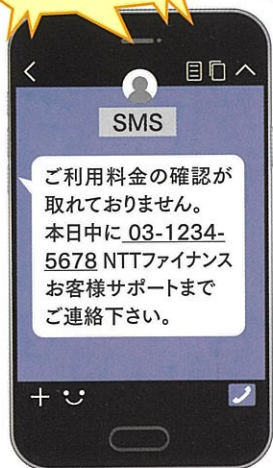 SMS
ご利用料金の確認が
取れておりません。
本日中に 03-1234-
5678 NTTファイナンス
お客様サポートまで
ご連絡下さい。